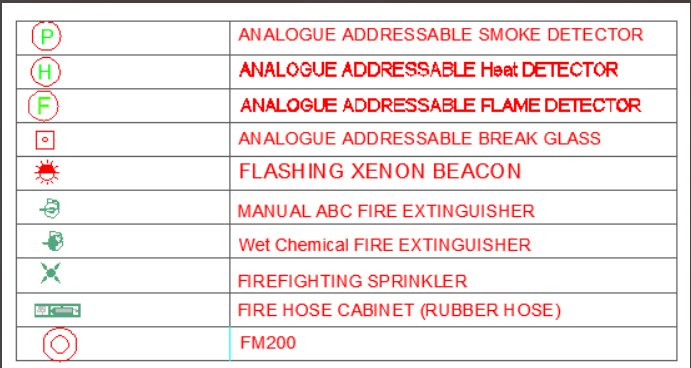 P ANALOGUE ADDRESSABLE SMOKE DETECTOR
H ANALOGUE ADDRESSABLE Heat DETECTOR
F ANALOGUE ADDRESSABLE FLAME DETECTOR
ANALOGUE ADDRESSABLE BREAK GLASS
FLASHING XENON BEACON
MANUAL ABC FIRE EXTINGUISHER
Wet Chemical FIRE EXTINGUISHER
FIREFIGHTING SPRINKLER
FIRE HOSE CABINET (RUBBER HOSE)
FM200